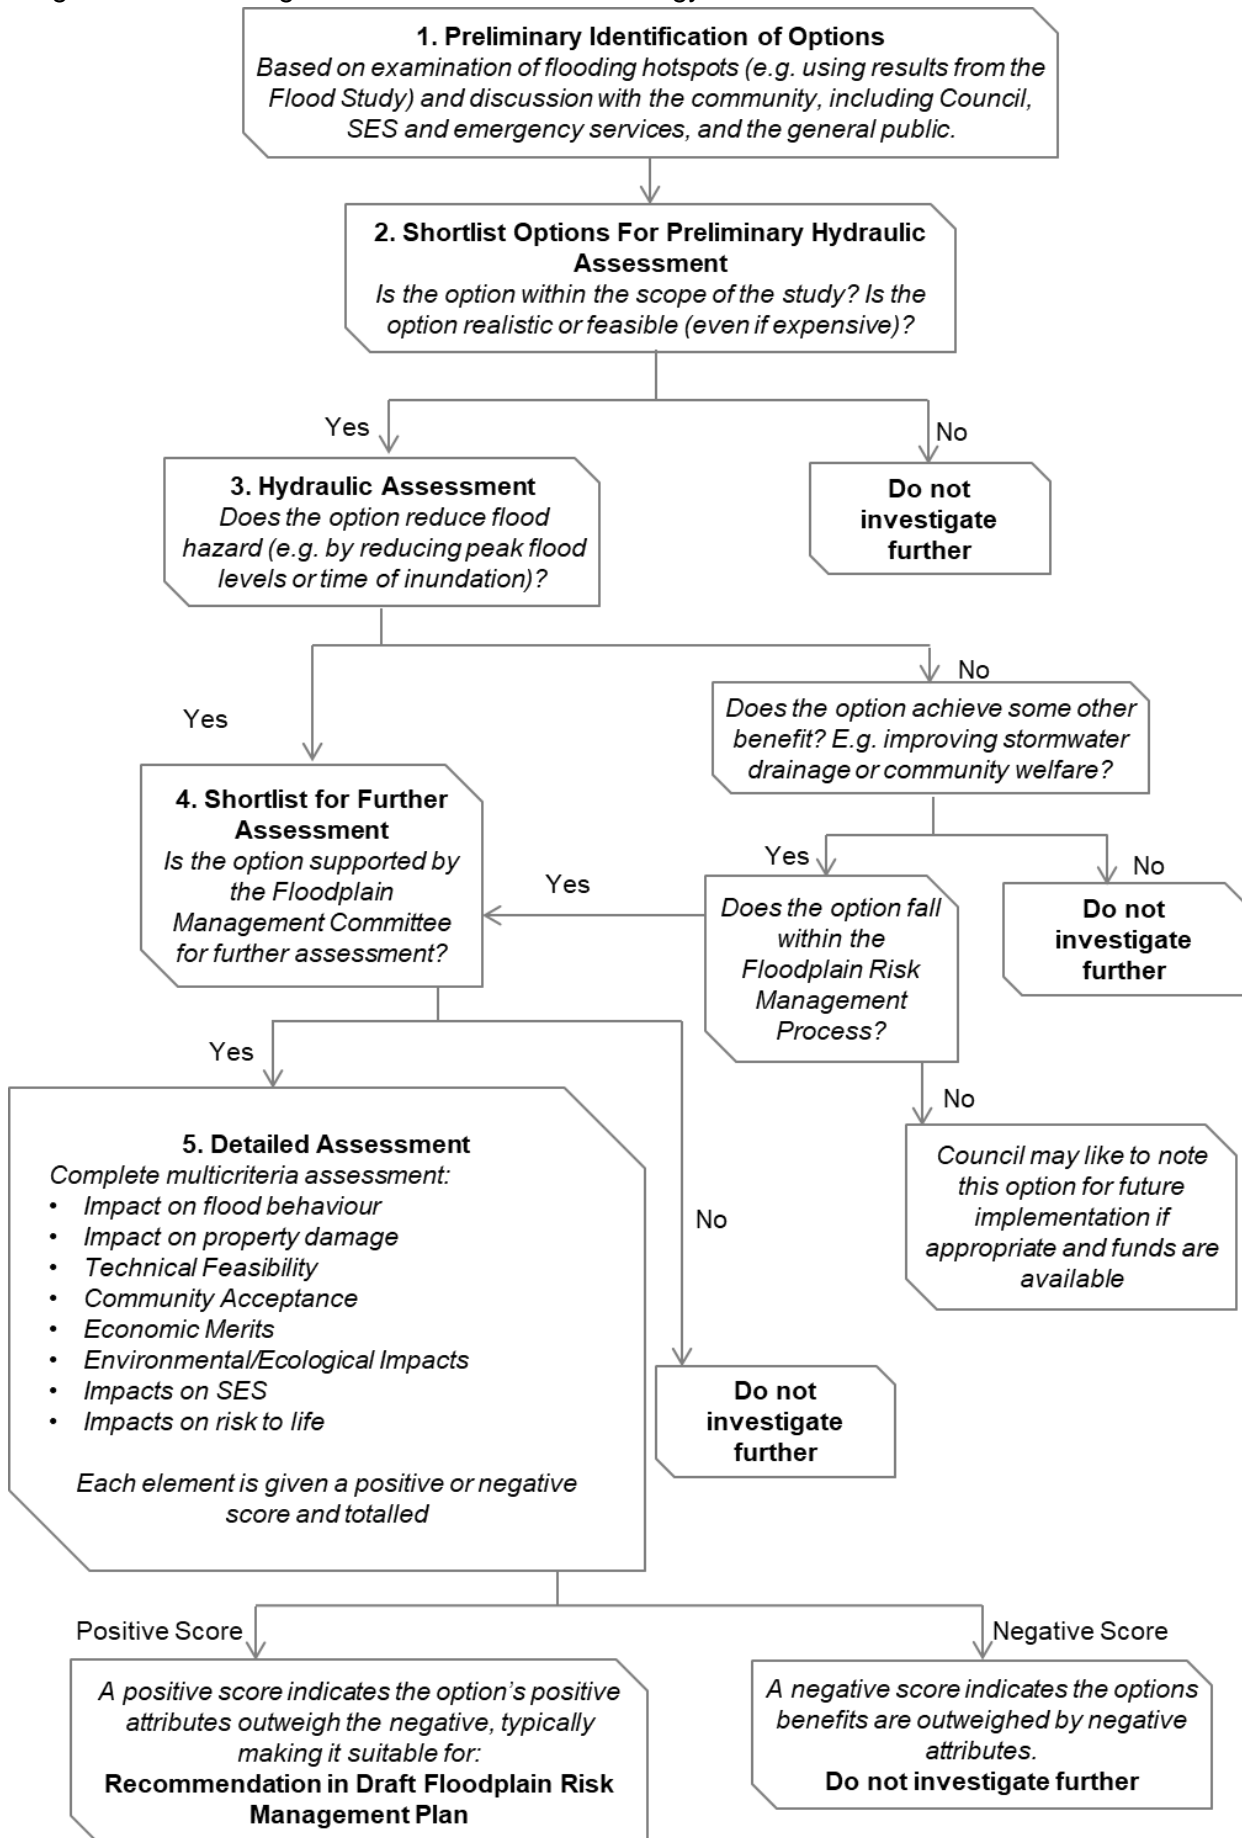 1. Preliminary Identification of Options
Based on examination of flooding hotspots (e.g. using results from the
Flood Study) and discussion with the community, including Council,
SES and emergency services, and the general public.
2. Shortlist Options For Preliminary Hydraulic
Assessment
Is the option within the scope of the study? Is the
option realistic or feasible (even if expensive)?
Yes
No
3. Hydraulic Assessment
Does the option reduce flood
hazard (e.g. by reducing peak flood
levels or time of inundation)?
Do not
investigate
further
Yes
No
Does the option achieve some other
benefit? E.g. improving stormwater
drainage or community welfare?
4. Shortlist for Further
Assessment
Is the option supported by
the Floodplain
Management Committee
for further assessment?
Yes
Yes
No
Does the option fall
within the
Floodplain Risk
Management
Process?
Do not
investigate
further
Yes
No
No
Council may like to note
this option for future
implementation if
appropriate and funds are
available
5. Detailed Assessment
Complete multicriteria assessment:
• Impact on flood behaviour
• Impact on property damage
• Technical Feasibility
• Community Acceptance
• Economic Merits
• Environmental/Ecological Impacts
• Impacts on SES
• Impacts on risk to life
Each element is given a positive or negative
score and totalled
Do not
investigate
further
Positive Score
Negative Score
A positive score indicates the option's positive
attributes outweigh the negative, typically
making it suitable for:
Recommendation in Draft Floodplain Risk
Management Plan
A negative score indicates the options
benefits are outweighed by negative
attributes.
Do not investigate further